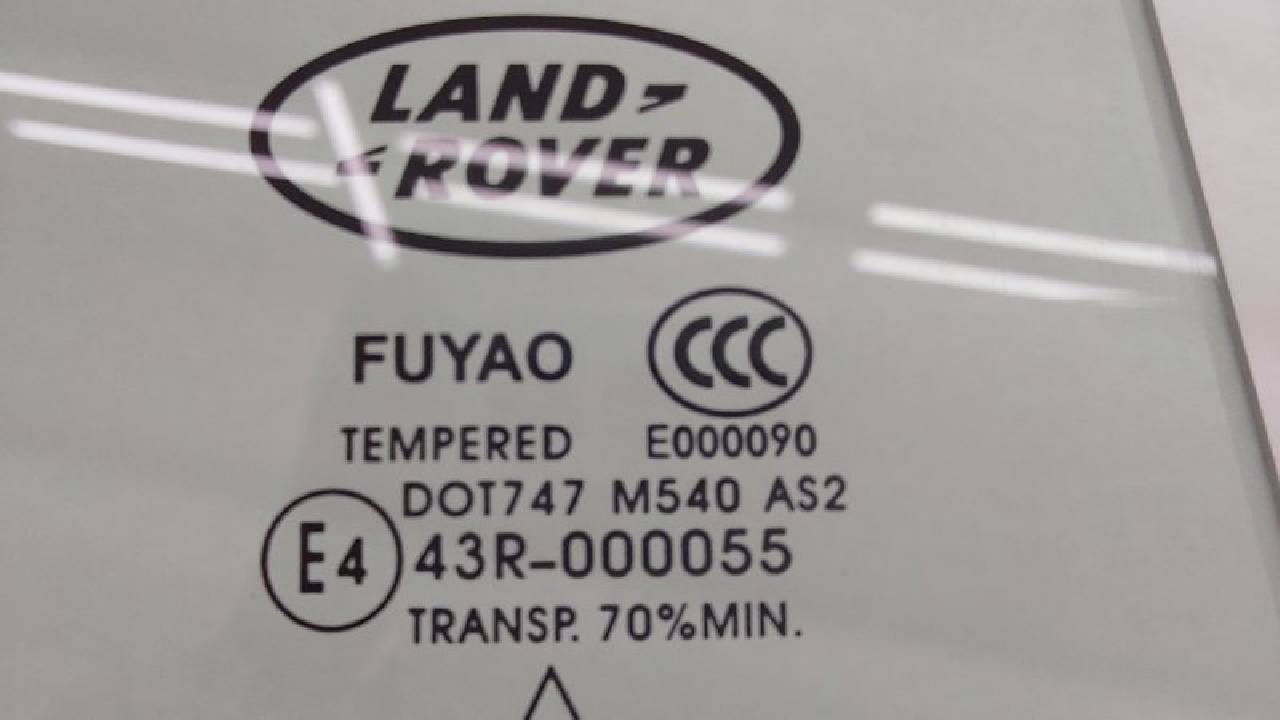 LAND
ROVER
FUYAO CCC
TEMPERED E000090
DOT747 M540 AS2
E4 43R-000055
TRANSP. 70%MIN.